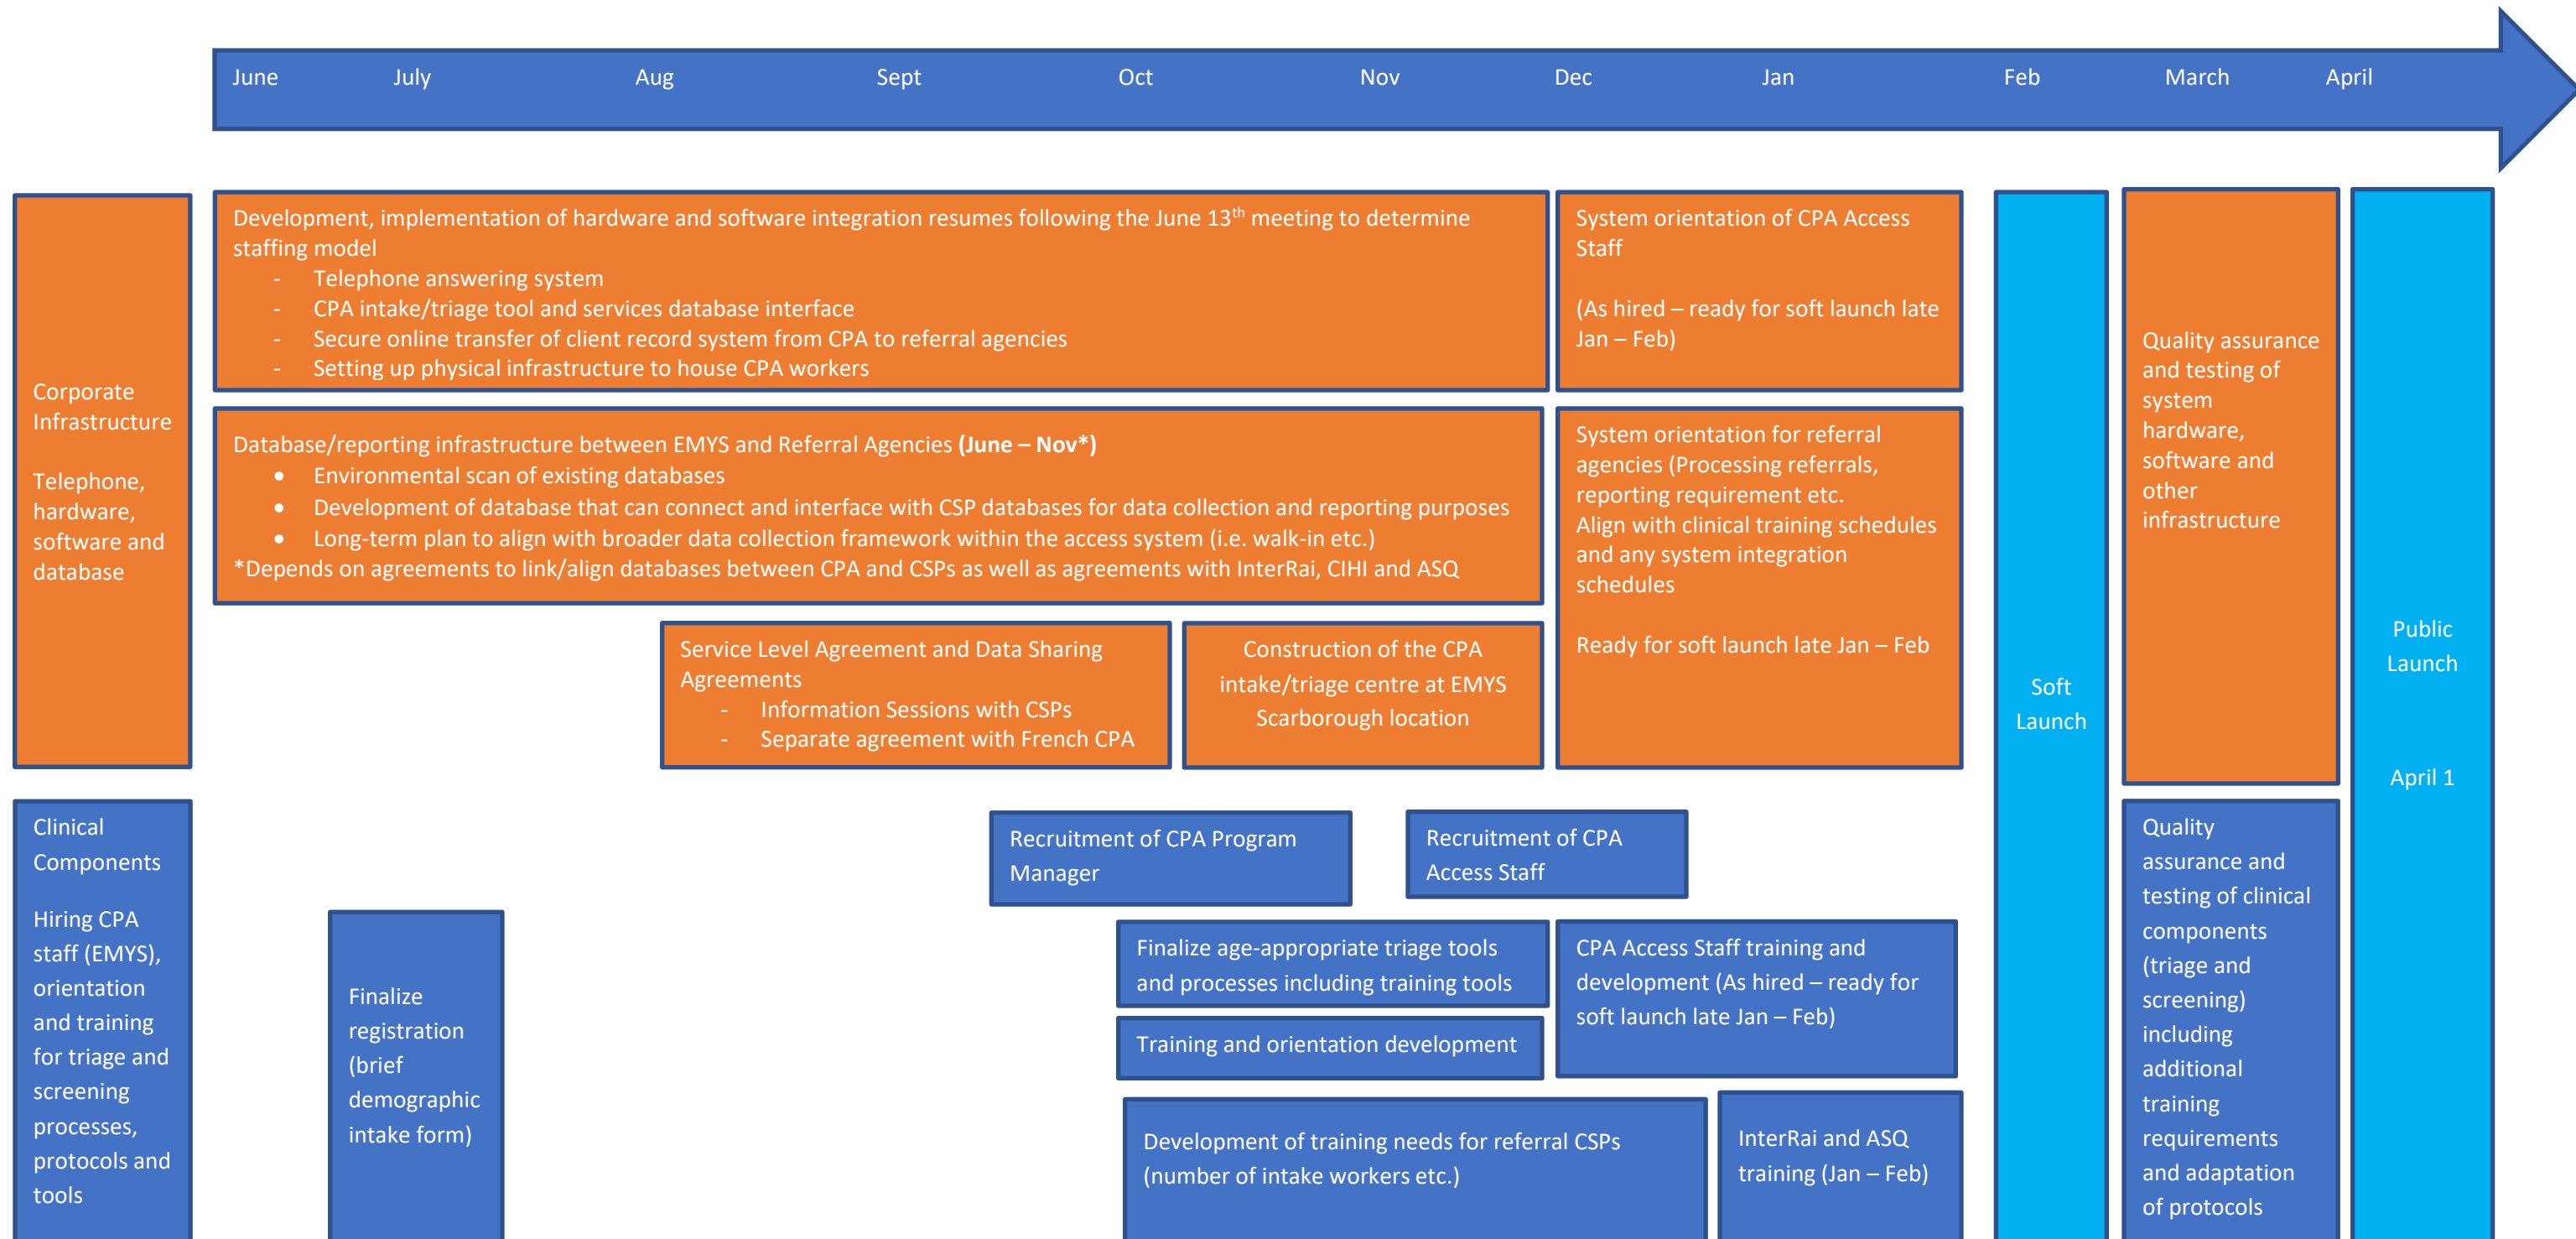 June July Aug Sept Oct Nov Dec Jan Feb March April
Corporate
Infrastructure
Telephone,
hardware,
software and
database
Development, implementation of hardware and software integration resumes following the June 13th meeting to determine
staffing model
- Telephone answering system
- CPA intake/triage tool and services database interface
- Secure online transfer of client record system from CPA to referral agencies
- Setting up physical infrastructure to house CPA workers
System orientation of CPA Access
Staff
(As hired – ready for soft launch late
Jan – Feb)
Database/reporting infrastructure between EMYS and Referral Agencies (June – Nov*)
• Environmental scan of existing databases
• Development of database that can connect and interface with CSP databases for data collection and reporting purposes
• Long-term plan to align with broader data collection framework within the access system (i.e. walk-in etc.)
*Depends on agreements to link/align databases between CPA and CSPs as well as agreements with InterRai, CIHI and ASQ
System orientation for referral
agencies (Processing referrals,
reporting requirement etc.
Align with clinical training schedules
and any system integration
schedules
Ready for soft launch late Jan – Feb
Service Level Agreement and Data Sharing
Agreements
- Information Sessions with CSPs
- Separate agreement with French CPA
Construction of the CPA
intake/triage centre at EMYS
Scarborough location
Soft
Launch
Quality assurance
and testing of
system
hardware,
software and
other
infrastructure
Public
Launch
April 1
Clinical
Components
Hiring CPA
staff (EMYS),
orientation
and training
for triage and
screening
processes,
protocols and
tools
Finalize
registration
(brief
demographic
intake form)
Recruitment of CPA Program
Manager
Recruitment of CPA
Access Staff
Finalize age-appropriate triage tools
and processes including training tools
Training and orientation development
CPA Access Staff training and
development (As hired – ready for
soft launch late Jan – Feb)
Development of training needs for referral CSPs
(number of intake workers etc.)
InterRai and ASQ
training (Jan – Feb)
Quality
assurance and
testing of clinical
components
(triage and
screening)
including
additional
training
requirements
and adaptation
of protocols